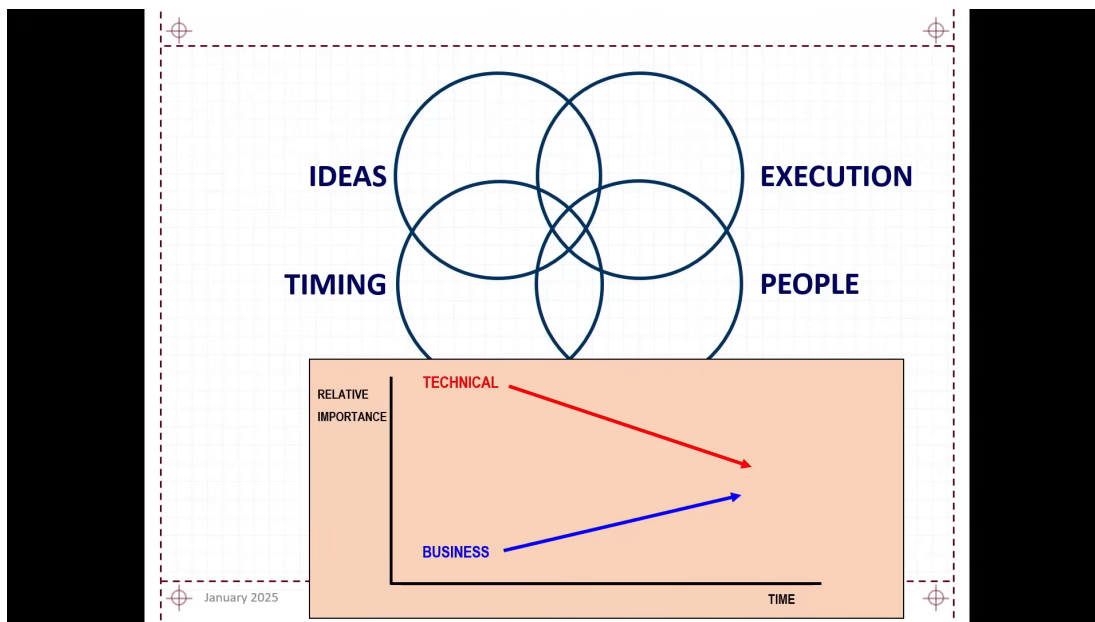 IDEAS
EXECUTION
TIMING
PEOPLE
RELATIVE
IMPORTANCE
TECHNICAL
BUSINESS
TIME
January 2025